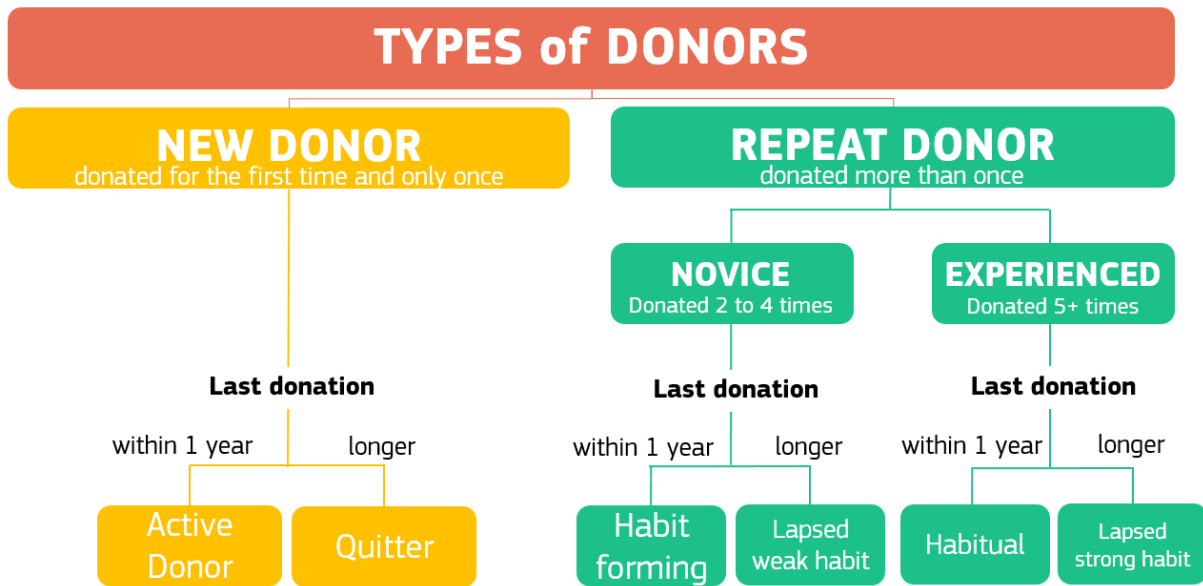 TYPES of DONORS
NEW DONOR
donated for the first time and only once
REPEAT DONOR
donated more than once
NOVICE
Donated 2 to 4 times
EXPERIENCED
Donated 5+ times
Last donation
within 1 year
longer
Active
Donor
Quitter
Last donation
within 1 year
longer
Habit
forming
Lapsed
weak habit
Last donation
within 1 year
longer
Habitual
Lapsed
strong habit